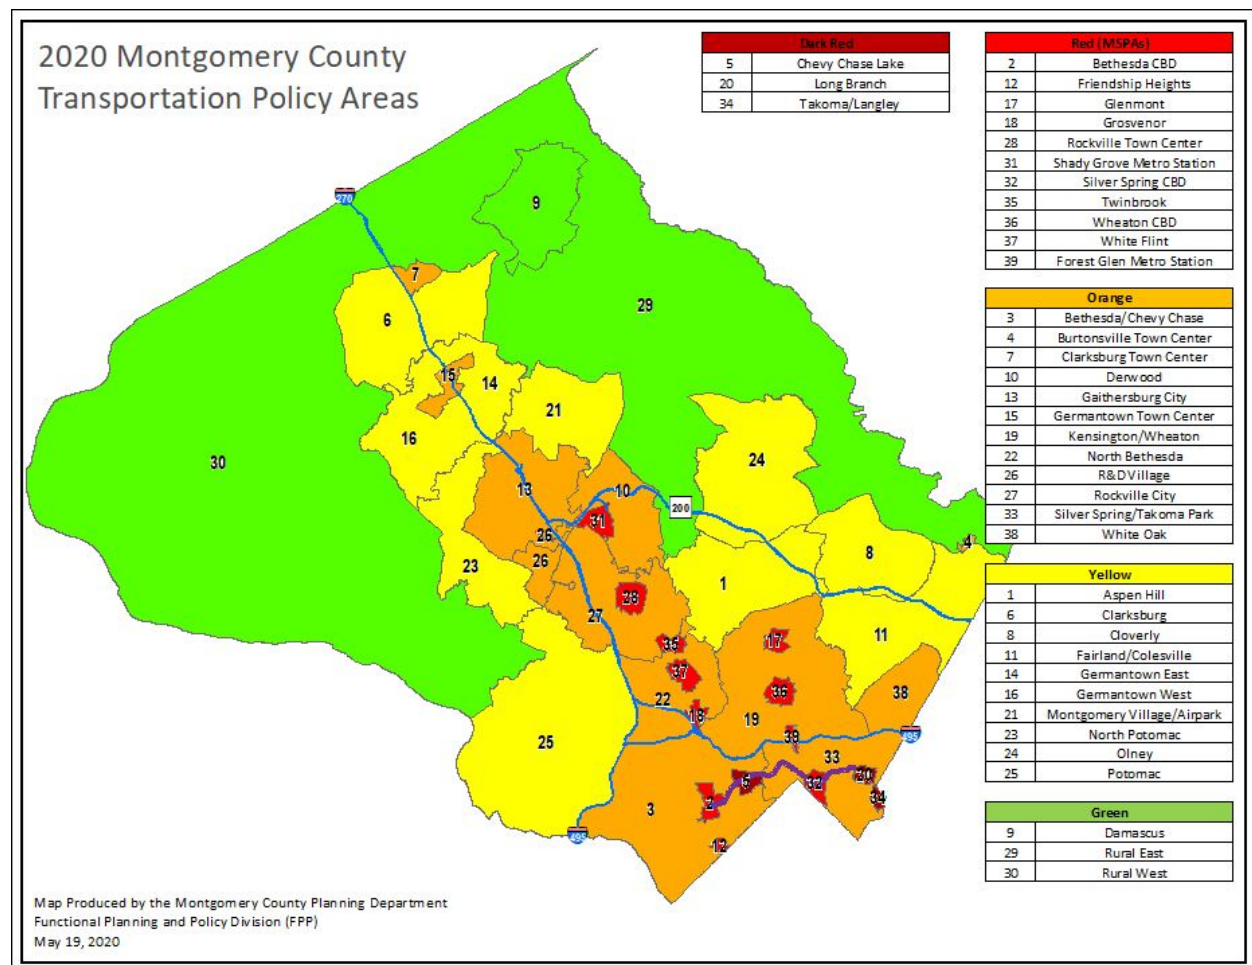 2020 Montgomery County
Transportation Policy Areas
Dark Red
5 Chevy Chase Lake
20 Long Branch
34 Takoma/Langley
Red (MSPAs)
2 Bethesda CBD
12 Friendship Heights
17 Glenmont
18 Grosvenor
28 Rockville Town Center
31 Shady Grove Metro Station
32 Silver Spring CBD
35 Twinbrook
36 Wheaton CBD
37 White Flint
39 Forest Glen Metro Station
Orange
3 Bethesda/Chevy Chase
4 Burtonsville Town Center
7 Clarksburg Town Center
10 Derwood
13 Gaithersburg City
15 Germantown Town Center
19 Kensington/Wheaton
22 North Bethesda
26 R&D Village
27 Rockville City
33 Silver Spring/Takoma Park
38 White Oak
Yellow
1 Aspen Hill
6 Clarksburg
8 Cloverly
11 Fairland/Colesville
14 Germantown East
16 Germantown West
21 Montgomery Village/Airpark
23 North Potomac
24 Olney
25 Potomac
Green
9 Damascus
29 Rural East
30 Rural West
270
9
7
29
6
15
14
21
16
24
30
13
10
200
31
26
4
8
26
23
1
28
27
11
35
17
37
36
38
22
18
19
39
495
25
33
5
20
32
34
2
3
495
12
Map Produced by the Montgomery County Planning Department
Functional Planning and Policy Division (FPP)
May 19, 2020